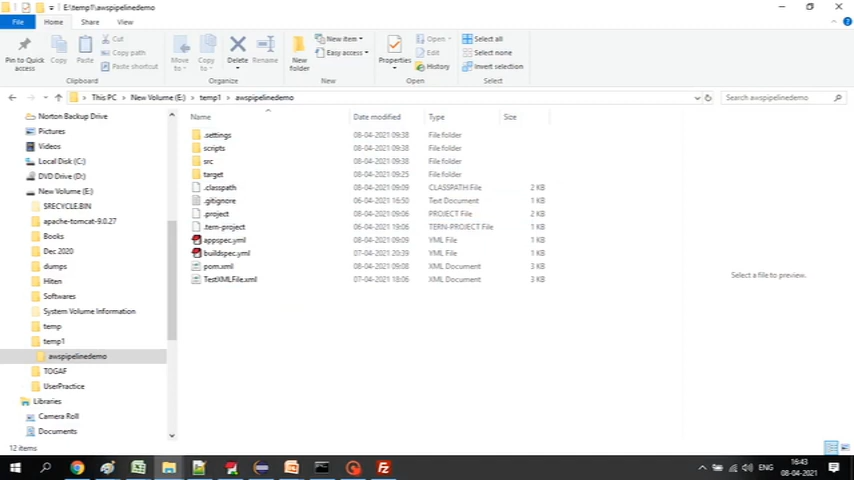 E:\temp1\awspipelinedemo
File Home Share View
Pin to Quick access
Copy
Paste
Cut
Copy path
Paste shortcut
Clipboard
Move to
Copy to
Delete
Rename
Organize
New folder
New item
Easy access
New
Properties
Open
Edit
History
Open
Select all
Select none
Invert selection
Select
This PC > New Volume (E:) > temp1 > awspipelinedemo
Search awspipelinedemo
Norton Backup Drive
Pictures
Videos
Local Disk (C:)
DVD Drive (D:)
New Volume (E:)
$RECYCLE.BIN
apache-tomcat-9.0.27
Books
Dec 2020
dumps
Hiten
Softwares
System Volume Information
temp
temp1
awspipelinedemo
TOGAF
UserPractice
Libraries
Camera Roll
Documents
Name Date modified Type Size
.settings 08-04-2021 09:38 File folder
scripts 08-04-2021 09:38 File folder
src 08-04-2021 09:38 File folder
target 08-04-2021 09:25 File folder
.classpath 08-04-2021 09:09 CLASSPATH File 2 KB
.gitignore 06-04-2021 16:50 Text Document 1 KB
.project 08-04-2021 09:06 PROJECT File 2 KB
.tern-project 06-04-2021 19:06 TERN-PROJECT File 1 KB
appspec.yml 08-04-2021 09:09 YML File 1 KB
buildspec.yml 07-04-2021 20:39 YML File 1 KB
pom.xml 08-04-2021 09:08 XML Document 3 KB
TestXMLFile.xml 07-04-2021 18:06 XML Document 3 KB
Select a file to preview.
12 items
ENG
16:43
08-04-2021